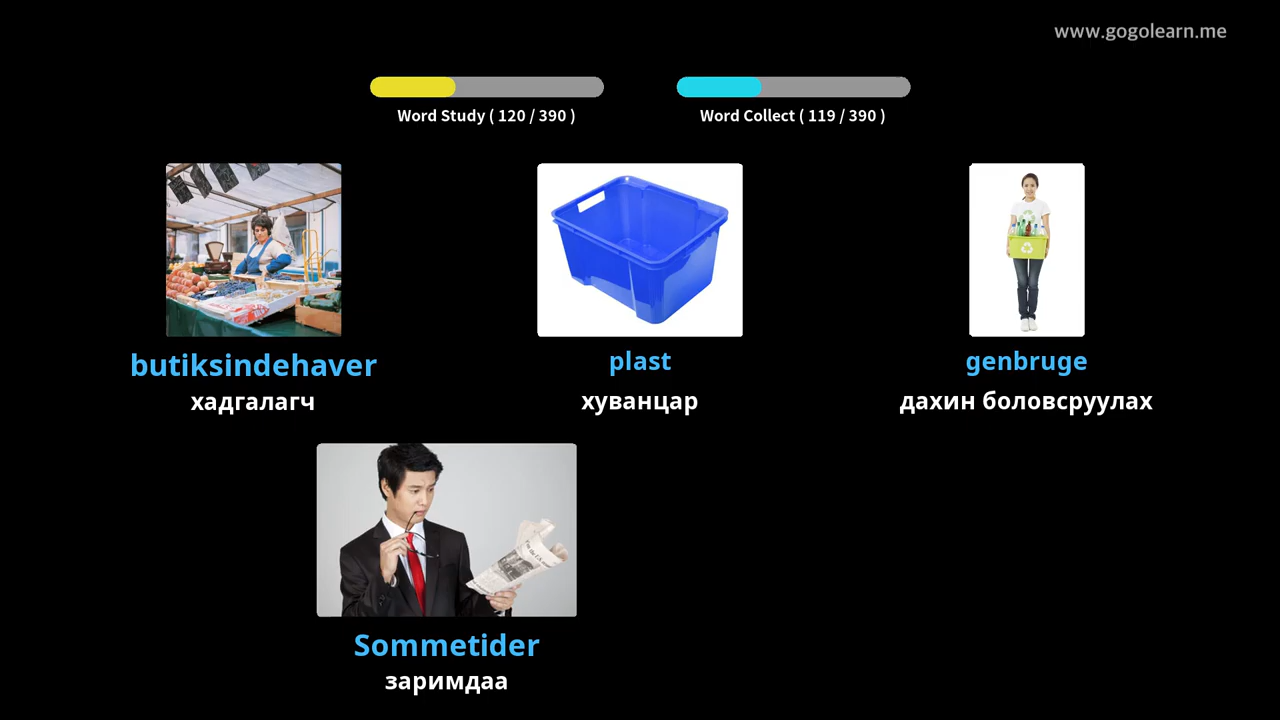 www.gogolearn.me
Word Study ( 120 / 390 )
Word Collect ( 119 / 390 )
butiksindehaver
хадгалагч
plast
хуванцар
genbruge
дахин боловсруулах
Sommetider
заримдаа